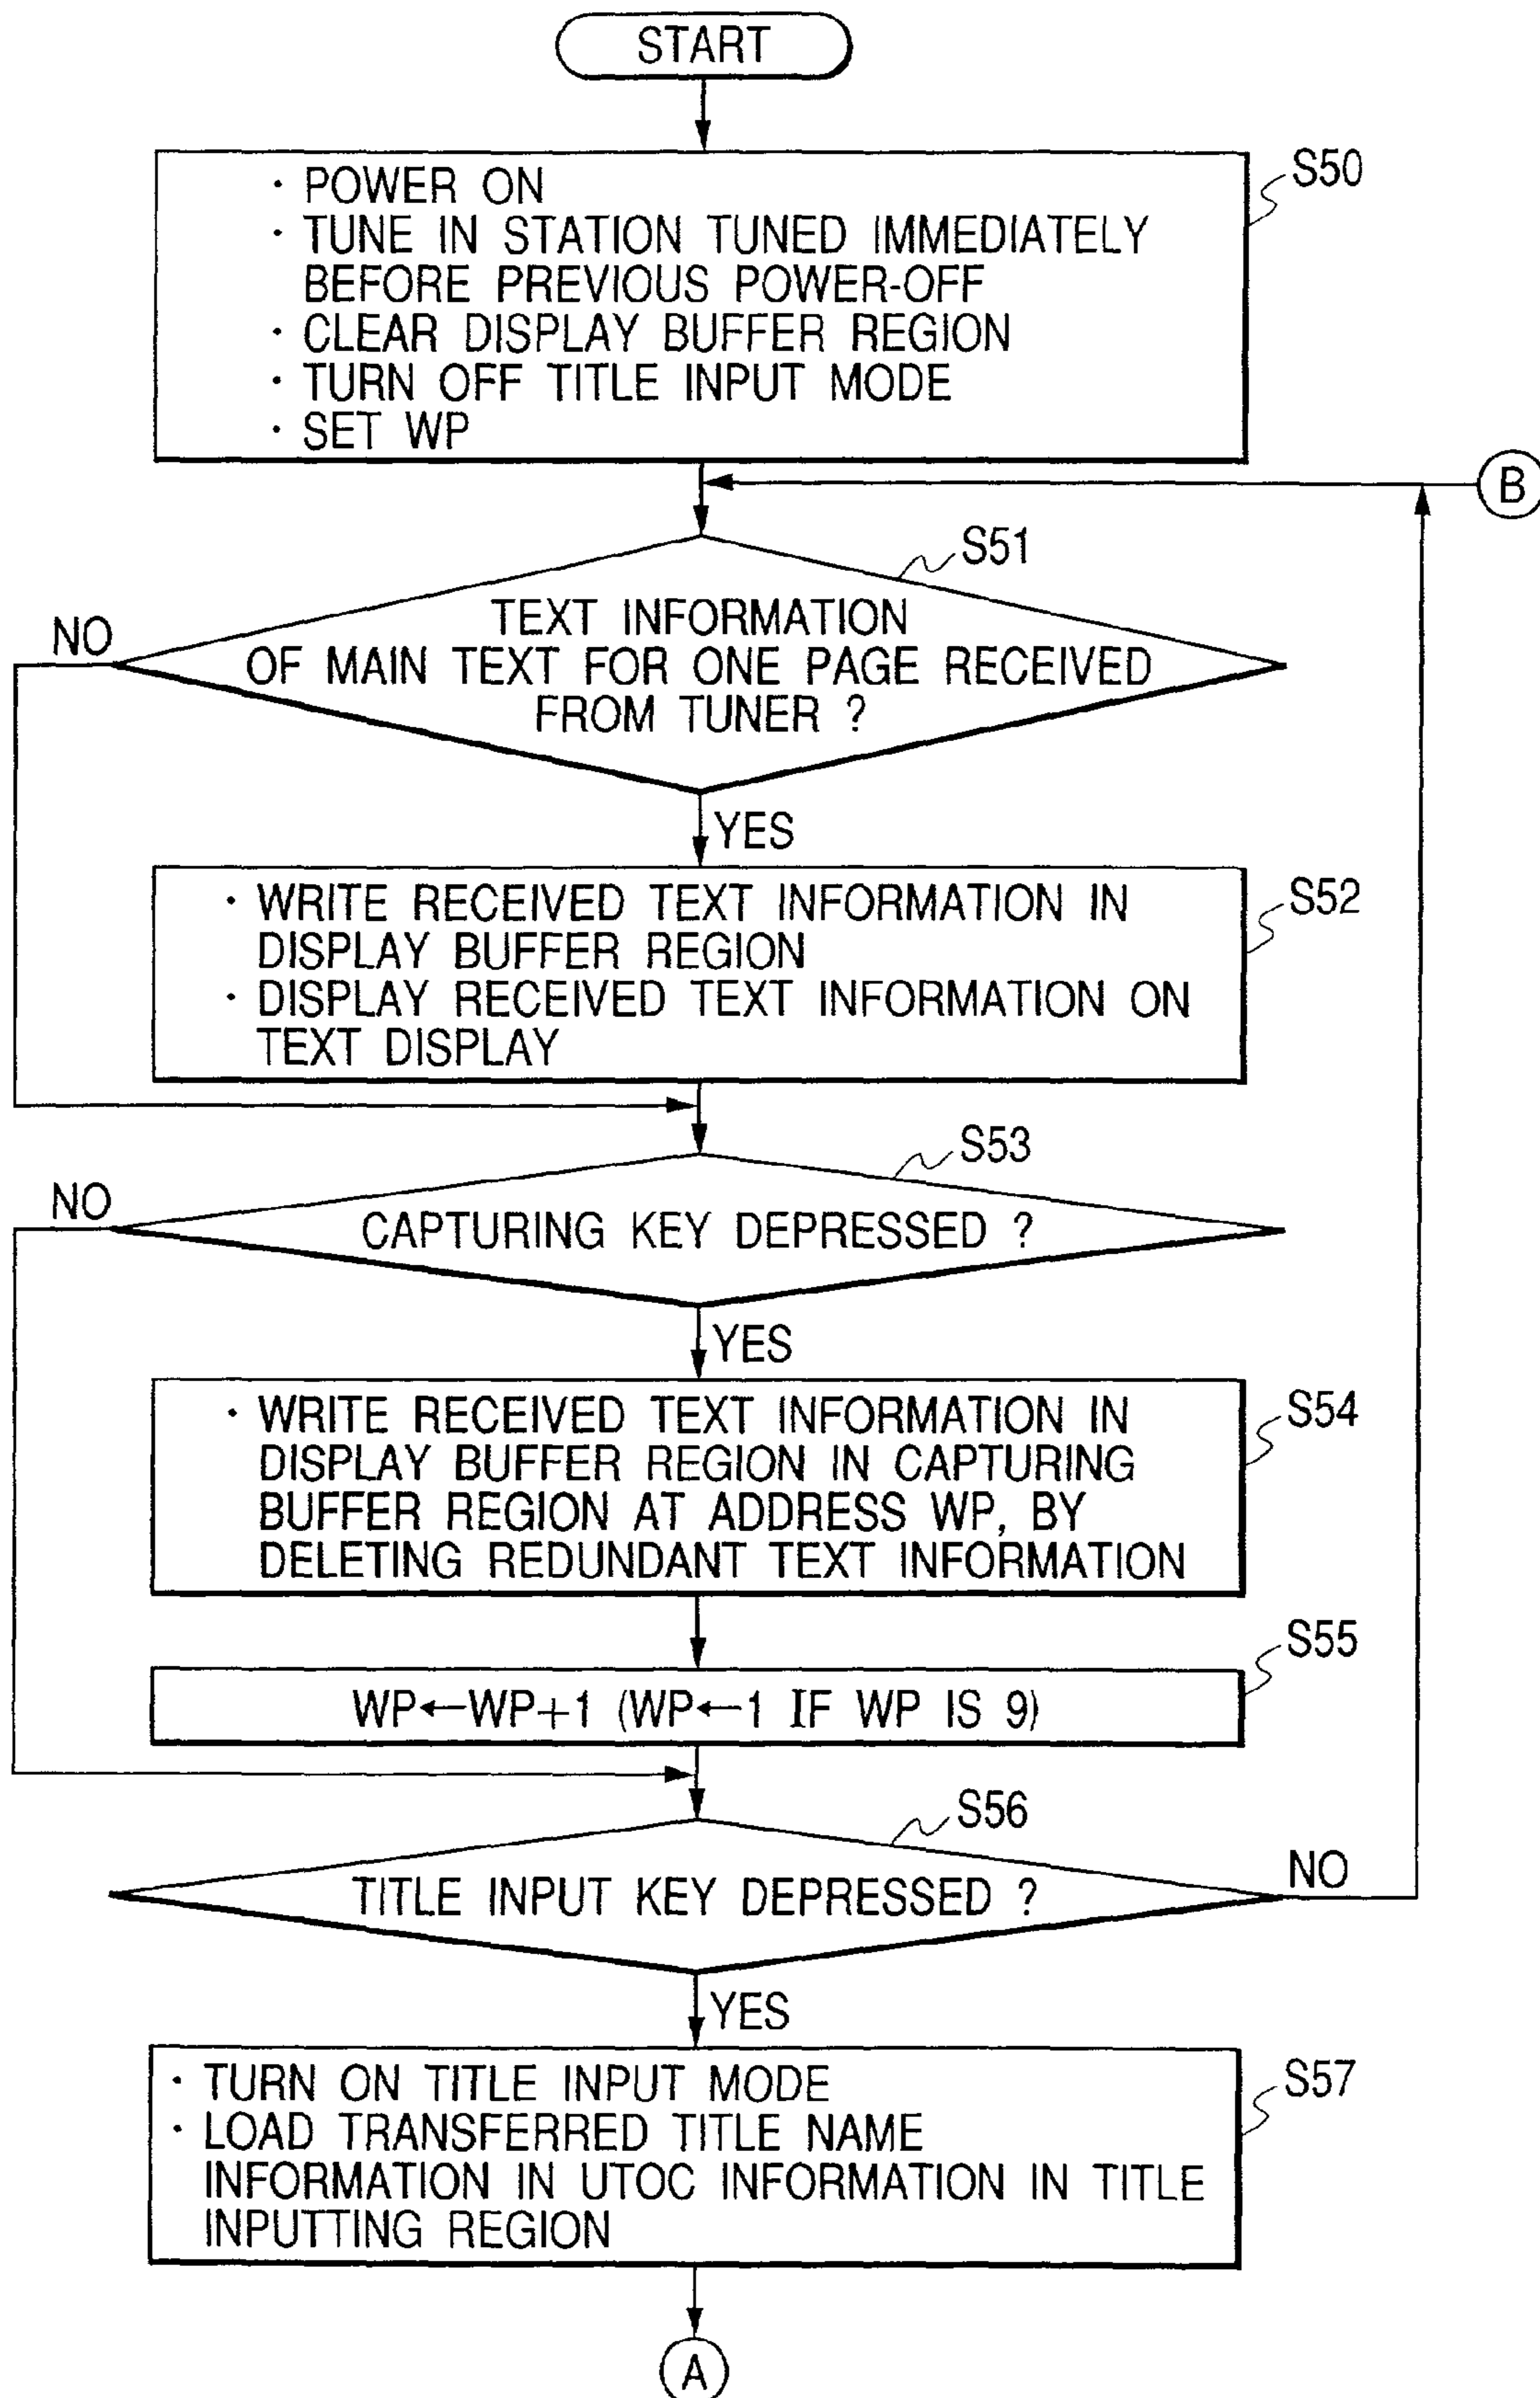 START
S50
· POWER ON
· TUNE IN STATION TUNED IMMEDIATELY
BEFORE PREVIOUS POWER-OFF
· CLEAR DISPLAY BUFFER REGION
· TURN OFF TITLE INPUT MODE
· SET WP
B
S51
TEXT INFORMATION
NO
OF MAIN TEXT FOR ONE PAGE RECEIVED
FROM TUNER ?
YES
S52
· WRITE RECEIVED TEXT INFORMATION IN
DISPLAY BUFFER REGION
· DISPLAY RECEIVED TEXT INFORMATION ON
TEXT DISPLAY
S53
NO
CAPTURING KEY DEPRESSED ?
YES
S54
· WRITE RECEIVED TEXT INFORMATION IN
DISPLAY BUFFER REGION IN CAPTURING
BUFFER REGION AT ADDRESS WP, BY
DELETING REDUNDANT TEXT INFORMATION
S55
WP←WP+1 (WP←1 IF WP IS 9)
S56
NO
TITLE INPUT KEY DEPRESSED ?
YES
S57
· TURN ON TITLE INPUT MODE
· LOAD TRANSFERRED TITLE NAME
INFORMATION IN UTOC INFORMATION IN TITLE
INPUTTING REGION
A